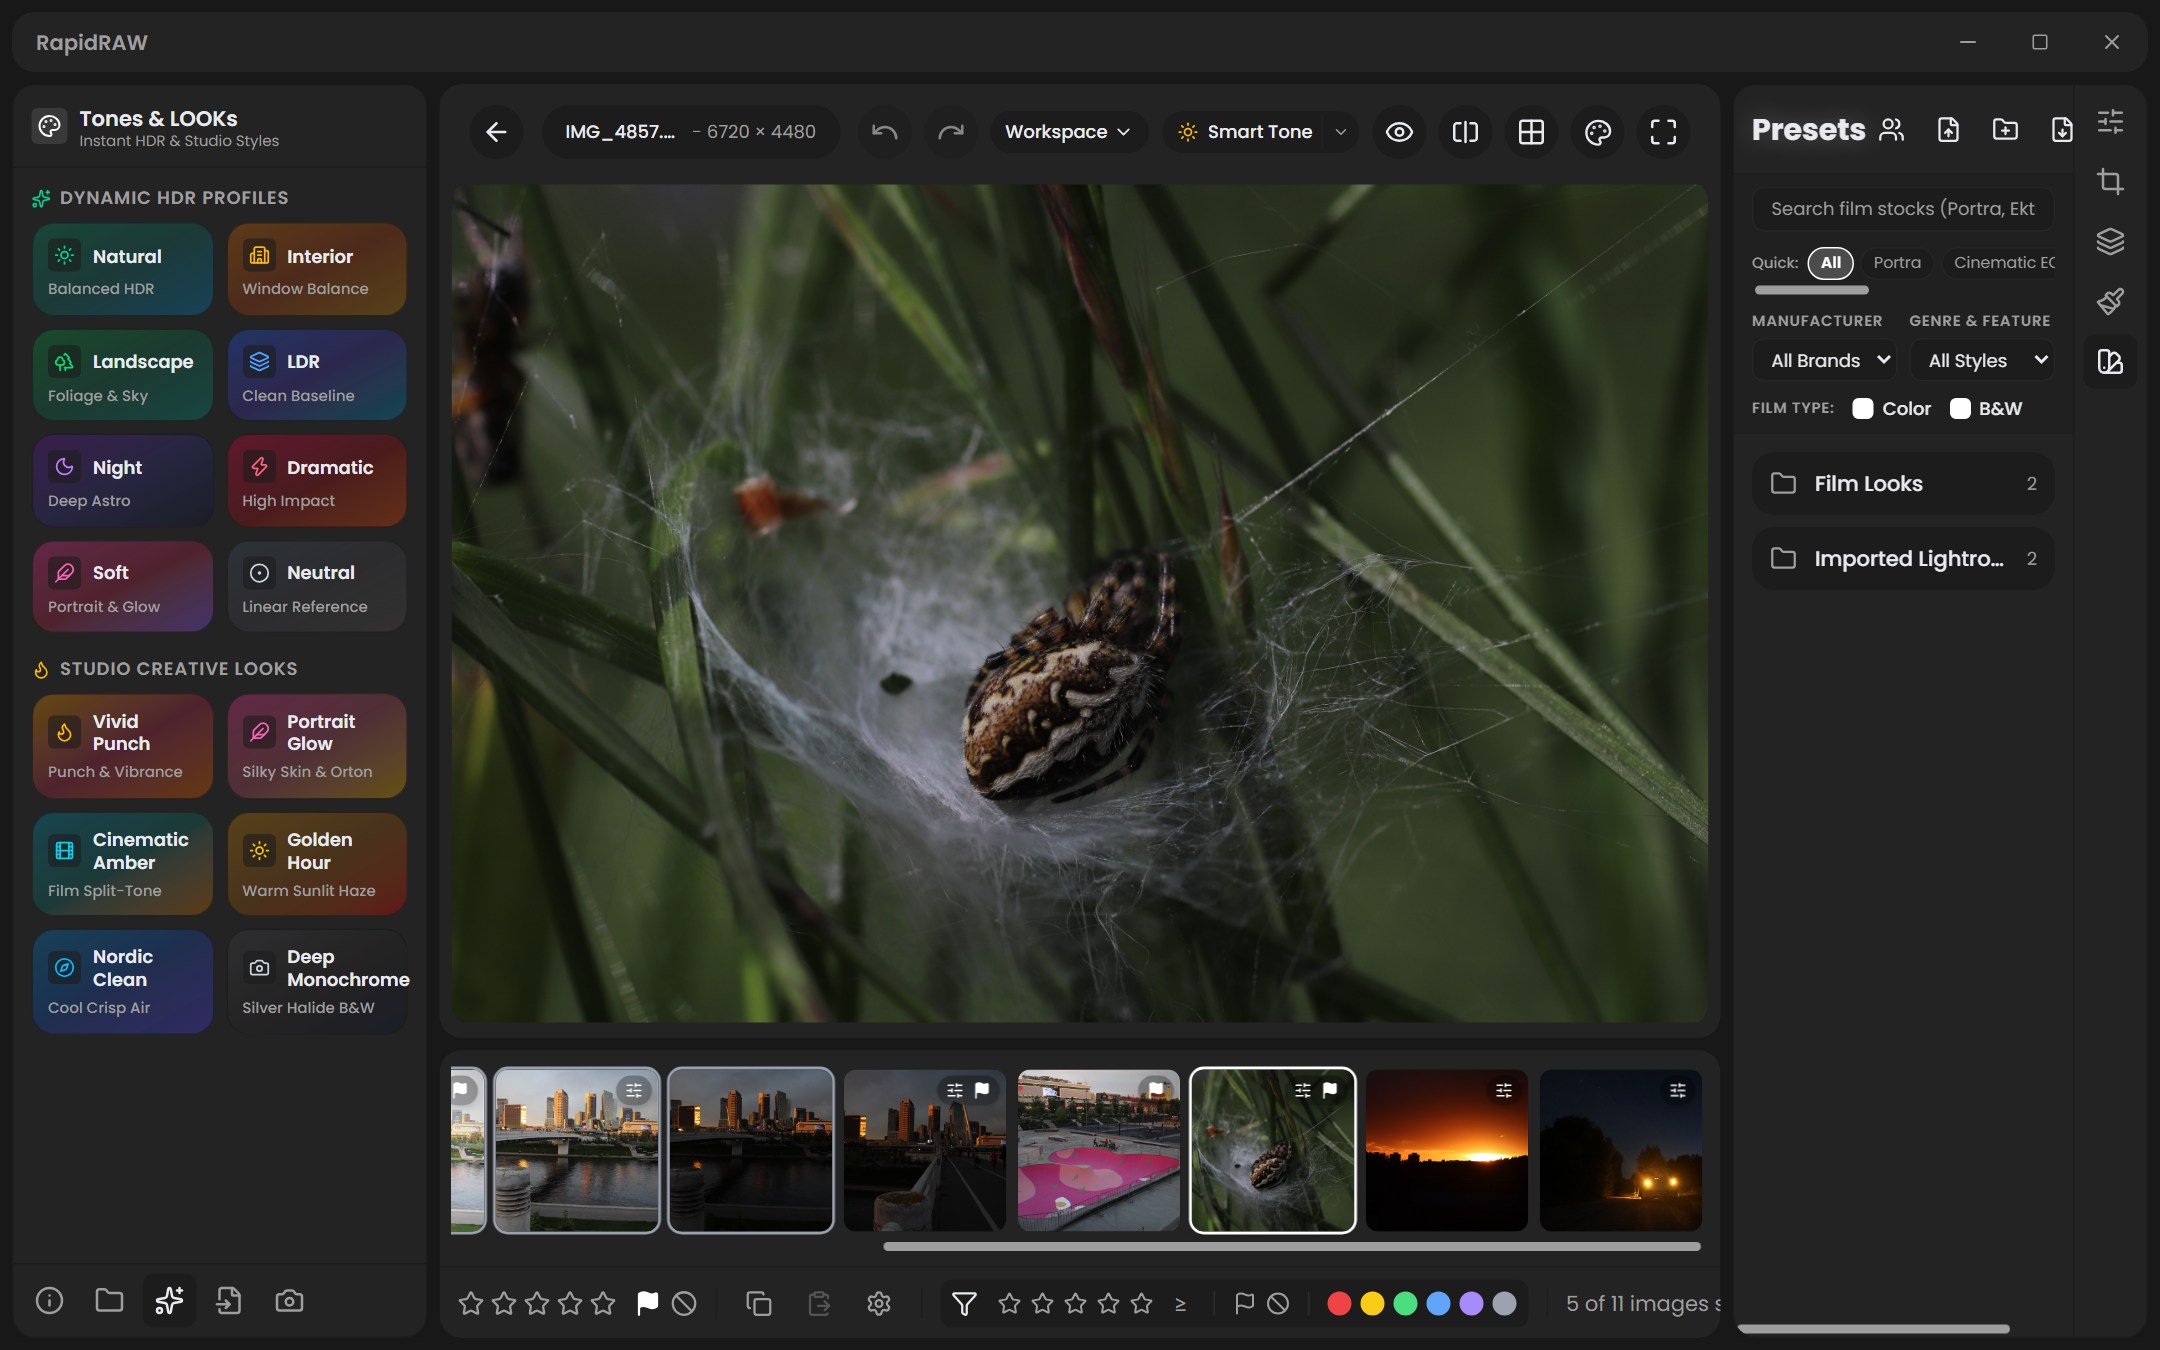 RapidRAW
Tones & LOOKs
Instant HDR & Studio Styles
DYNAMIC HDR PROFILES
Natural
Balanced HDR
Interior
Window Balance
Landscape
Foliage & Sky
LDR
Clean Baseline
Night
Deep Astro
Dramatic
High Impact
Soft
Portrait & Glow
Neutral
Linear Reference
STUDIO CREATIVE LOOKS
Vivid
Punch
Punch & Vibrance
Portrait
Glow
Silky Skin & Orton
Cinematic
Amber
Film Split-Tone
Golden
Hour
Warm Sunlit Haze
Nordic
Clean
Cool Crisp Air
Deep
Monochrome
Silver Halide B&W
IMG_4857.... - 6720 × 4480
Workspace
Smart Tone
≥
5 of 11 images s
Presets
Search film stocks (Portra, Ekt
Quick: All Portra Cinematic EC
MANUFACTURER
GENRE & FEATURE
All Brands
All Styles
FILM TYPE: Color B&W
Film Looks 2
Imported Lightro... 2